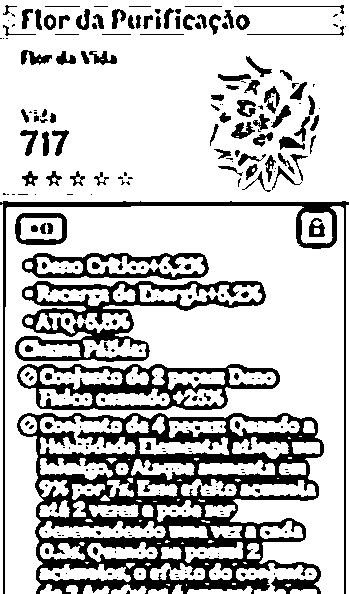 Flor da Purificação
Flor da Vida
Vida
717
+0
•Dano Crítico+6,2%
•Recarga de Energia+5,2%
•ATQ+5,8%
Chama Pálida:
Conjunto de 2 peças: Dano
Físico causado +25%
Conjunto de 4 peças: Quando a
Habilidade Elemental atinge um
inimigo, o Ataque aumenta em
9% por 7s. Esse efeito acumula
até 2 vezes e pode ser
desencadeado uma vez a cada
0.3s. Quando se possui 2
acúmulos, o efeito do conjunto